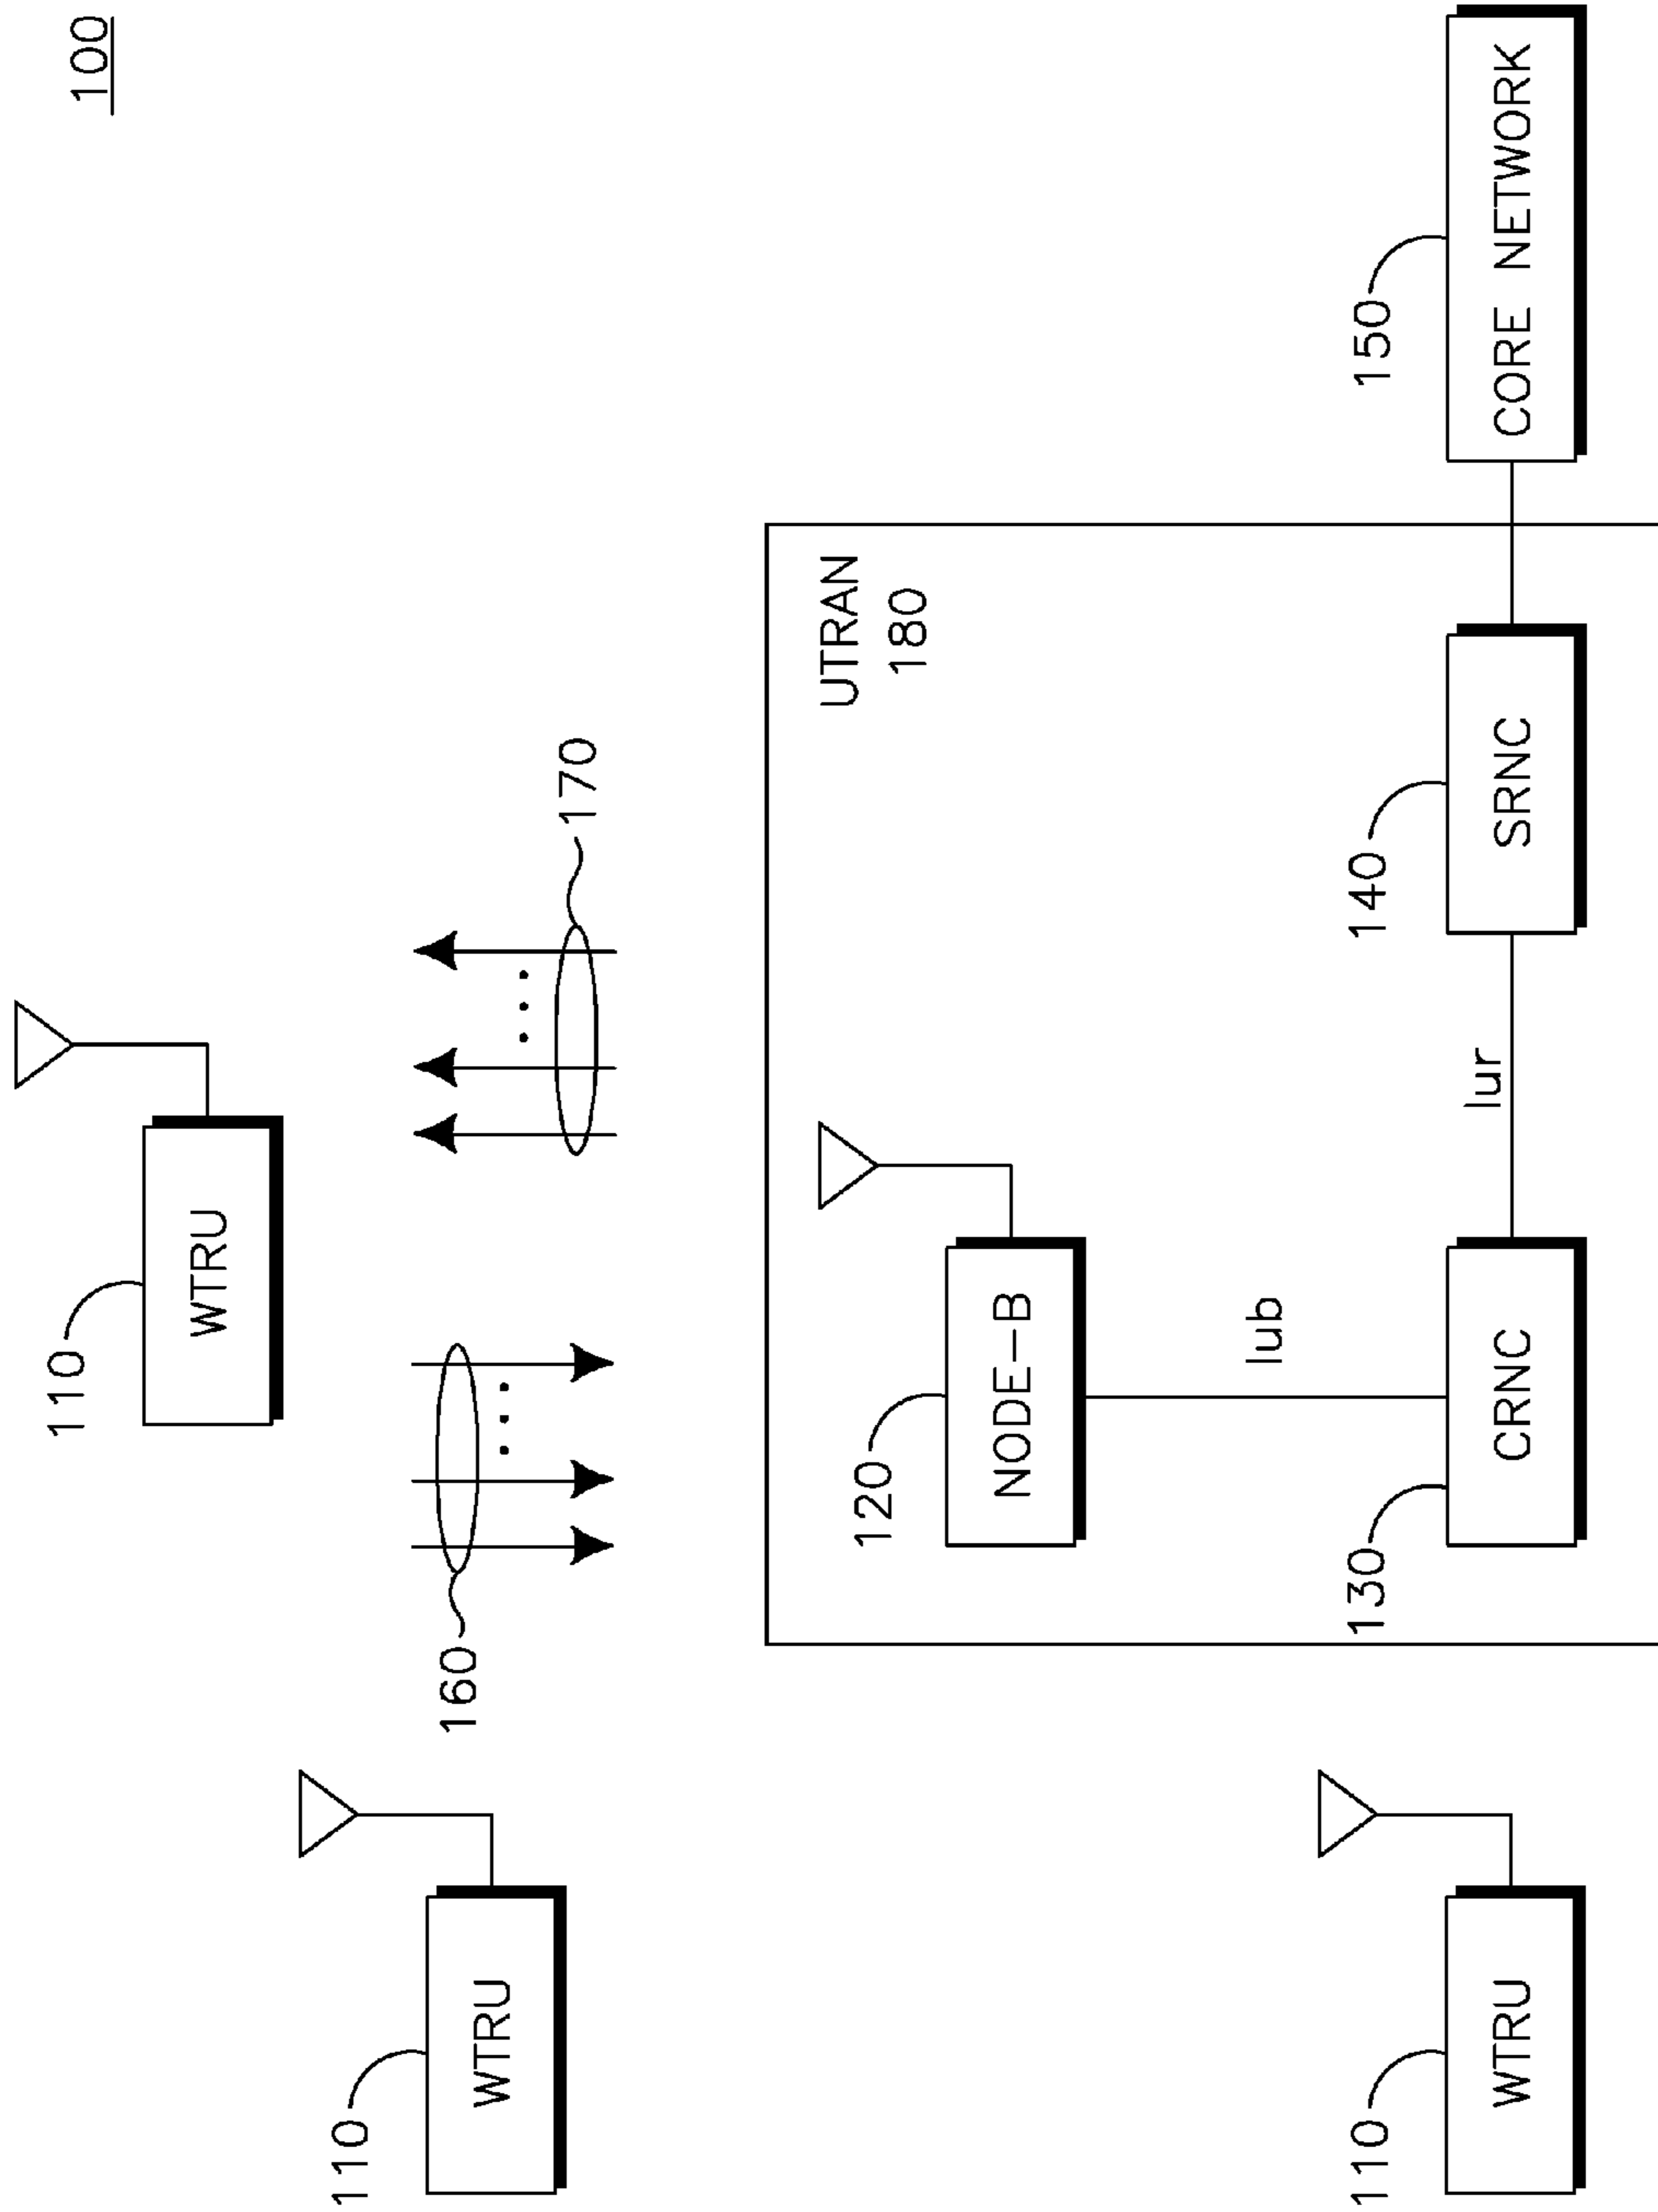 110
100
WTRU
110
160
WTRU
170
UTRAN
120
180
NODE-B
Iub
110
130
140
150
Iur
WTRU
CRNC
SRNC
CORE NETWORK